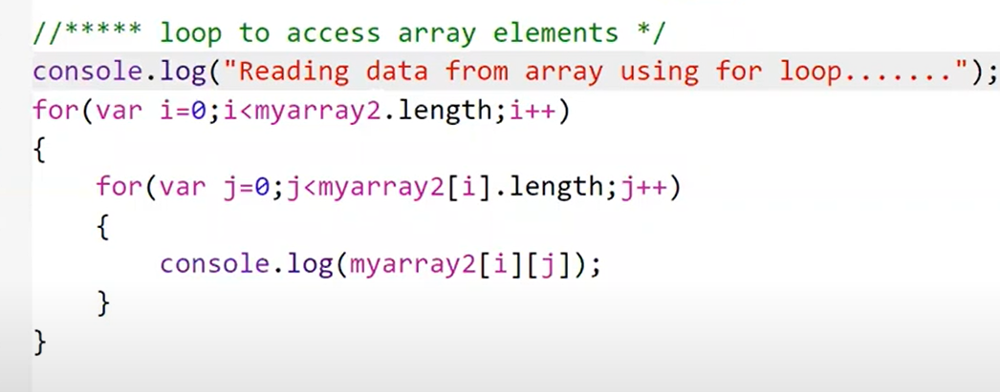 //***** loop to access array elements */
console.log("Reading data from array using for loop.......");
for(var i=0;i<myarray2.length;i++)
{
    for(var j=0;j<myarray2[i].length;j++)
    {
        console.log(myarray2[i][j]);
    }
}